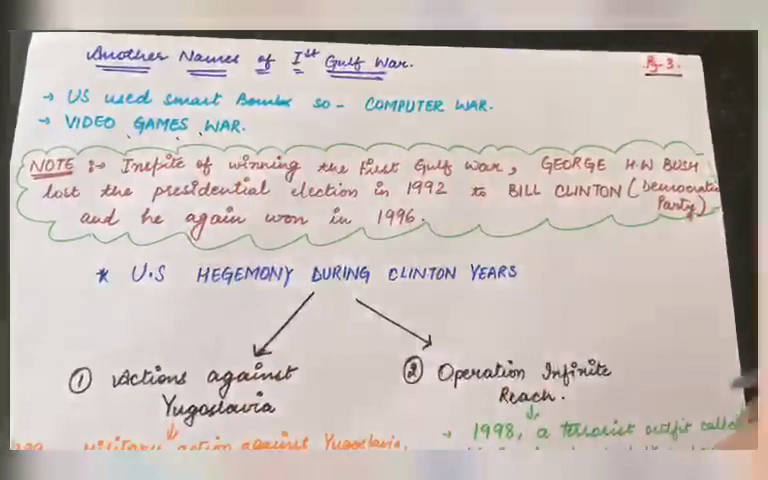 Another Names of Ist Gulf War.
Pg-3.
→ US used smart Bombs so - COMPUTER WAR.
→ VIDEO GAMES WAR.
NOTE :→ Inspite of winning the first Gulf War, GEORGE H.W BUSH
lost the presidential election in 1992 to BILL CLINTON (Democratic
Party)
and he again won in 1996.
* U.S HEGEMONY DURING CLINTON YEARS
① Actions against
Yugoslavia
② Operation Infinite
Reach.
→ 1998, a terrorist outfit called
Military action against Yugoslavia,